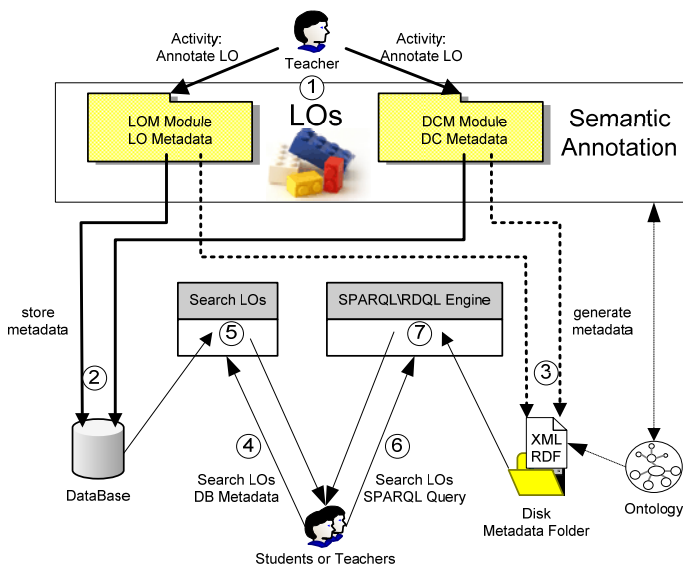 Activity:
Annotate LO
Activity:
Annotate LO
Teacher
1
LOs
LOM Module
LO Metadata
DCM Module
DC Metadata
Semantic
Annotation
store
metadata
Search LOs
5
SPARQL\RDQL Engine
7
generate
metadata
2
3
XML
RDF
4
6
Search LOs
DB Metadata
Search LOs
SPARQL Query
DataBase
Disk
Metadata Folder
Ontology
Students or Teachers